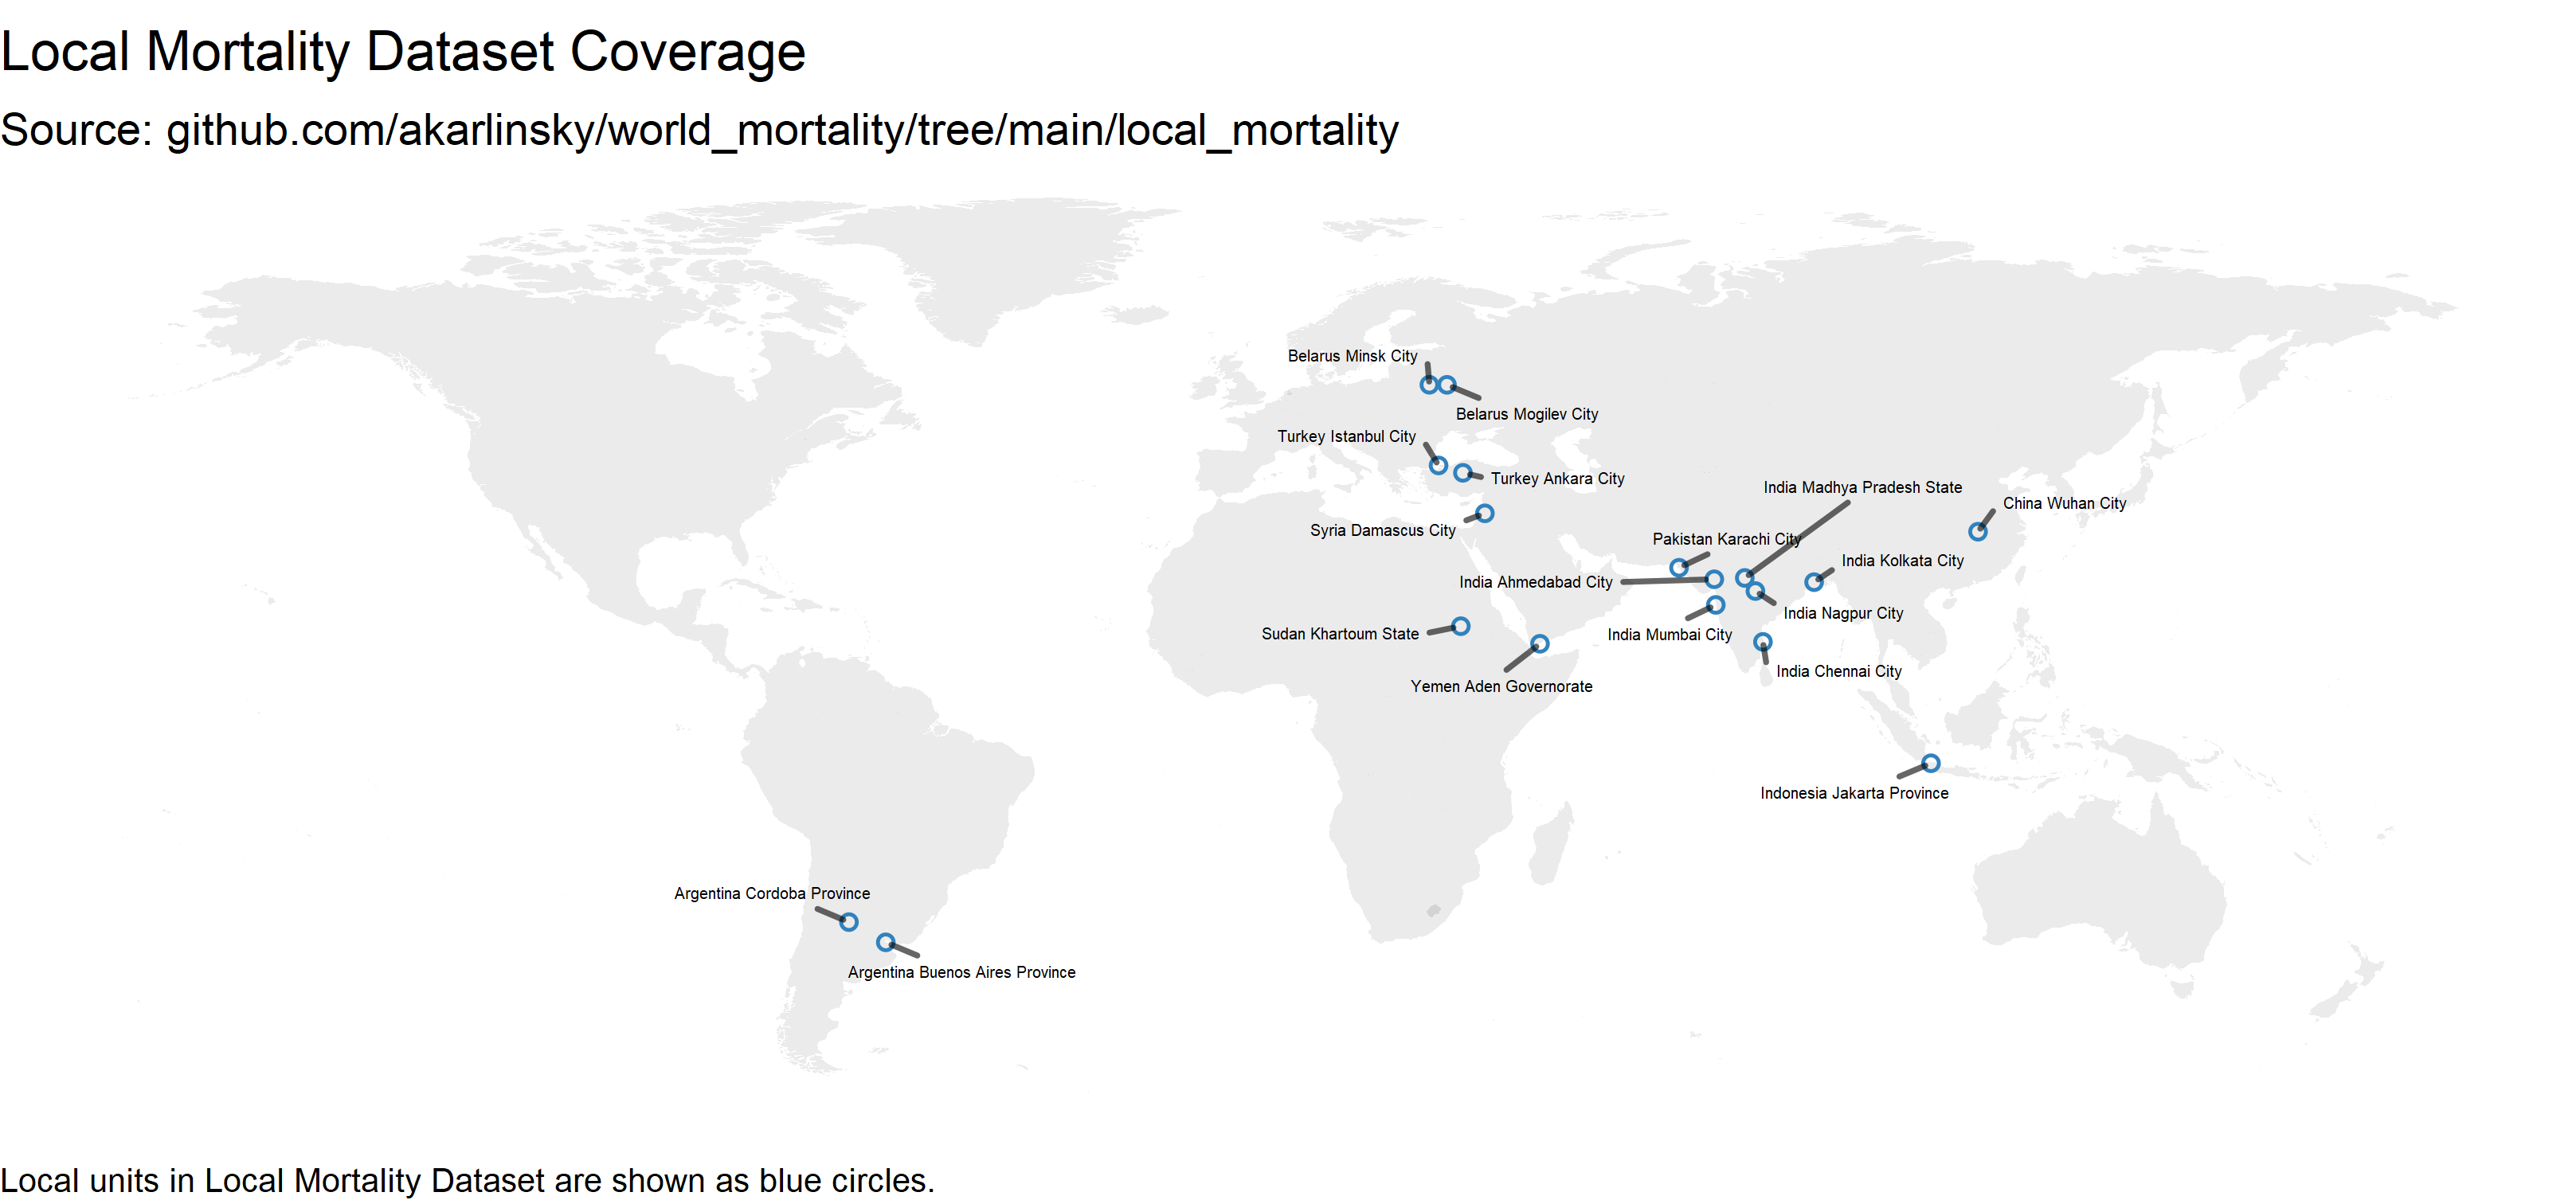 Local Mortality Dataset Coverage
Source: github.com/akarlinsky/world_mortality/tree/main/local_mortality
Belarus Minsk City
Belarus Mogilev City
Turkey Istanbul City
Turkey Ankara City
India Madhya Pradesh State
China Wuhan City
Syria Damascus City
Pakistan Karachi City
India Kolkata City
India Ahmedabad City
India Nagpur City
Sudan Khartoum State
India Mumbai City
India Chennai City
Yemen Aden Governorate
Indonesia Jakarta Province
Argentina Cordoba Province
Argentina Buenos Aires Province
Local units in Local Mortality Dataset are shown as blue circles.